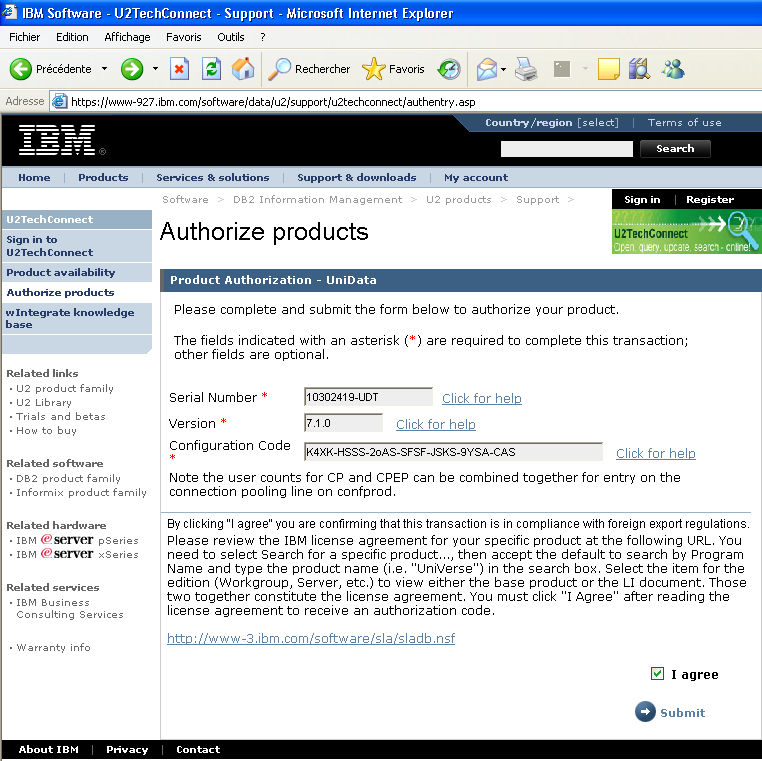 IBM Software - U2TechConnect - Support - Microsoft Internet Explorer
Fichier Edition Affichage Favoris Outils ?
Précédente Rechercher Favoris
Adresse https://www-927.ibm.com/software/data/u2/support/u2techconnect/authentry.asp
Country/region [select] | Terms of use
IBM ®
Search
Home | Products | Services & solutions | Support & downloads | My account
Software > DB2 Information Management > U2 products > Support >
Sign in | Register
U2TechConnect
Open, query, update, search - online!
U2TechConnect
Sign in to
U2TechConnect
Product availability
Authorize products
wIntegrate knowledge
base
Related links
· U2 product family
· U2 Library
· Trials and betas
· How to buy
Related software
· DB2 product family
· Informix product family
Related hardware
· IBM eserver pSeries
· IBM eserver xSeries
Related services
· IBM Business
Consulting Services
· Warranty info
Authorize products
Product Authorization - UniData
Please complete and submit the form below to authorize your product.
The fields indicated with an asterisk (*) are required to complete this transaction;
other fields are optional.
Serial Number * 10302419-UDT Click for help
Version * 7.1.0 Click for help
Configuration Code
* K4XK-HSSS-2oAS-SFSF-JSKS-9YSA-CAS Click for help
Note the user counts for CP and CPEP can be combined together for entry on the
connection pooling line on confprod.
By clicking "I agree" you are confirming that this transaction is in compliance with foreign export regulations.
Please review the IBM license agreement for your specific product at the following URL. You
need to select Search for a specific product..., then accept the default to search by Program
Name and type the product name (i.e. "UniVerse") in the search box. Select the item for the
edition (Workgroup, Server, etc.) to view either the base product or the LI document. Those
two together constitute the license agreement. You must click "I Agree" after reading the
license agreement to receive an authorization code.
http://www-3.ibm.com/software/sla/sladb.nsf
I agree
Submit
About IBM | Privacy | Contact